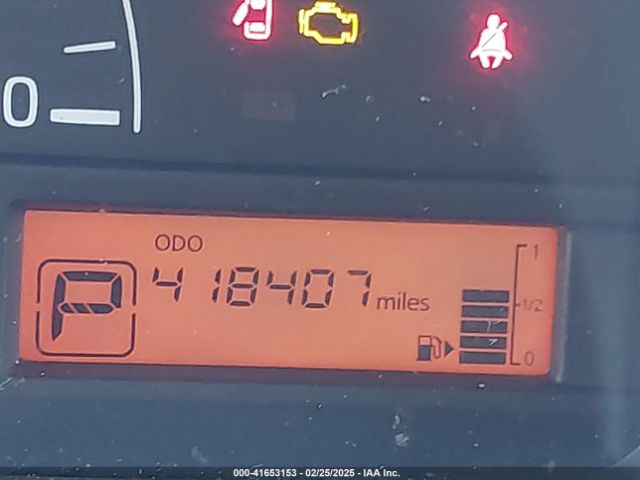 0
ODO
P
418407 miles
1
1/2
0
000-41653153 - 02/25/2025 - IAA Inc.